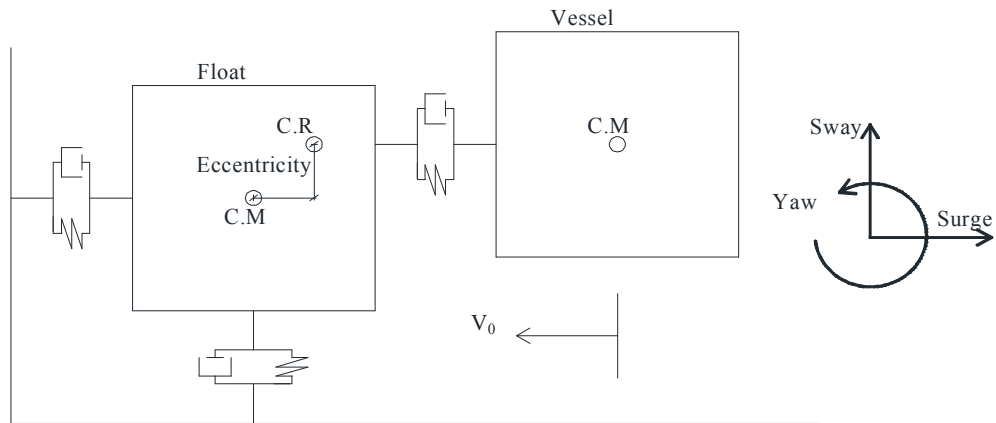 Vessel
Float
C.R
C.M
Sway
Eccentricity
C.M
Yaw
Surge
V₀